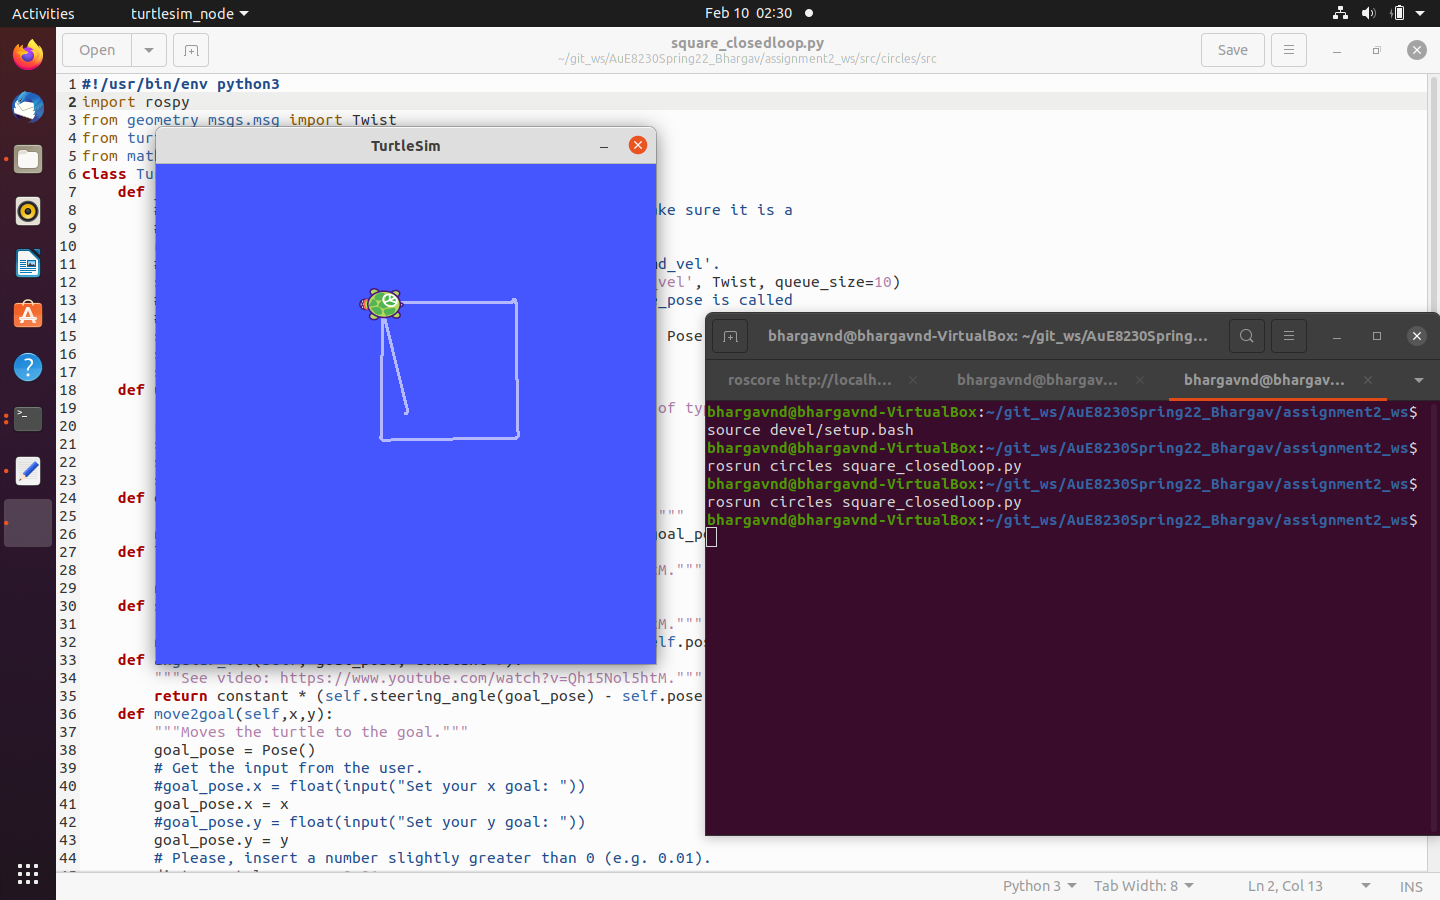 Activities
turtlesim_node
Feb 10 02:30
Open
square_closedloop.py
~/git_ws/AuE8230Spring22_Bhargav/assignment2_ws/src/circles/src
Save
1 #!/usr/bin/env python3
2 import rospy
3 from geometry_msgs.msg import Twist
4 from tur
5 from mat
6 class Tu
7 def
8 ke sure it is a
9
10
11 d_vel'.
12 vel', Twist, queue_size=10)
13 _pose is called
14
15 Pose
16
17
18 def
19 of ty
20
21
22
23
24 def
25 """
26 goal_p
27 def
28 tM."""
29
30 def
31 tM."""
32 elf.pos
33 def
34 """See video: https://www.youtube.com/watch?v=Qh15Nol5htM."""
35 return constant * (self.steering_angle(goal_pose) - self.pose
36 def move2goal(self,x,y):
37 """Moves the turtle to the goal."""
38 goal_pose = Pose()
39 # Get the input from the user.
40 #goal_pose.x = float(input("Set your x goal: "))
41 goal_pose.x = x
42 #goal_pose.y = float(input("Set your y goal: "))
43 goal_pose.y = y
44 # Please, insert a number slightly greater than 0 (e.g. 0.01).
TurtleSim
bhargavnd@bhargavnd-VirtualBox: ~/git_ws/AuE8230Spring...
roscore http://localh...
bhargavnd@bhargav...
bhargavnd@bhargav...
bhargavnd@bhargavnd-VirtualBox:~/git_ws/AuE8230Spring22_Bhargav/assignment2_ws$
source devel/setup.bash
bhargavnd@bhargavnd-VirtualBox:~/git_ws/AuE8230Spring22_Bhargav/assignment2_ws$
rosrun circles square_closedloop.py
bhargavnd@bhargavnd-VirtualBox:~/git_ws/AuE8230Spring22_Bhargav/assignment2_ws$
rosrun circles square_closedloop.py
bhargavnd@bhargavnd-VirtualBox:~/git_ws/AuE8230Spring22_Bhargav/assignment2_ws$
Python 3
Tab Width: 8
Ln 2, Col 13
INS